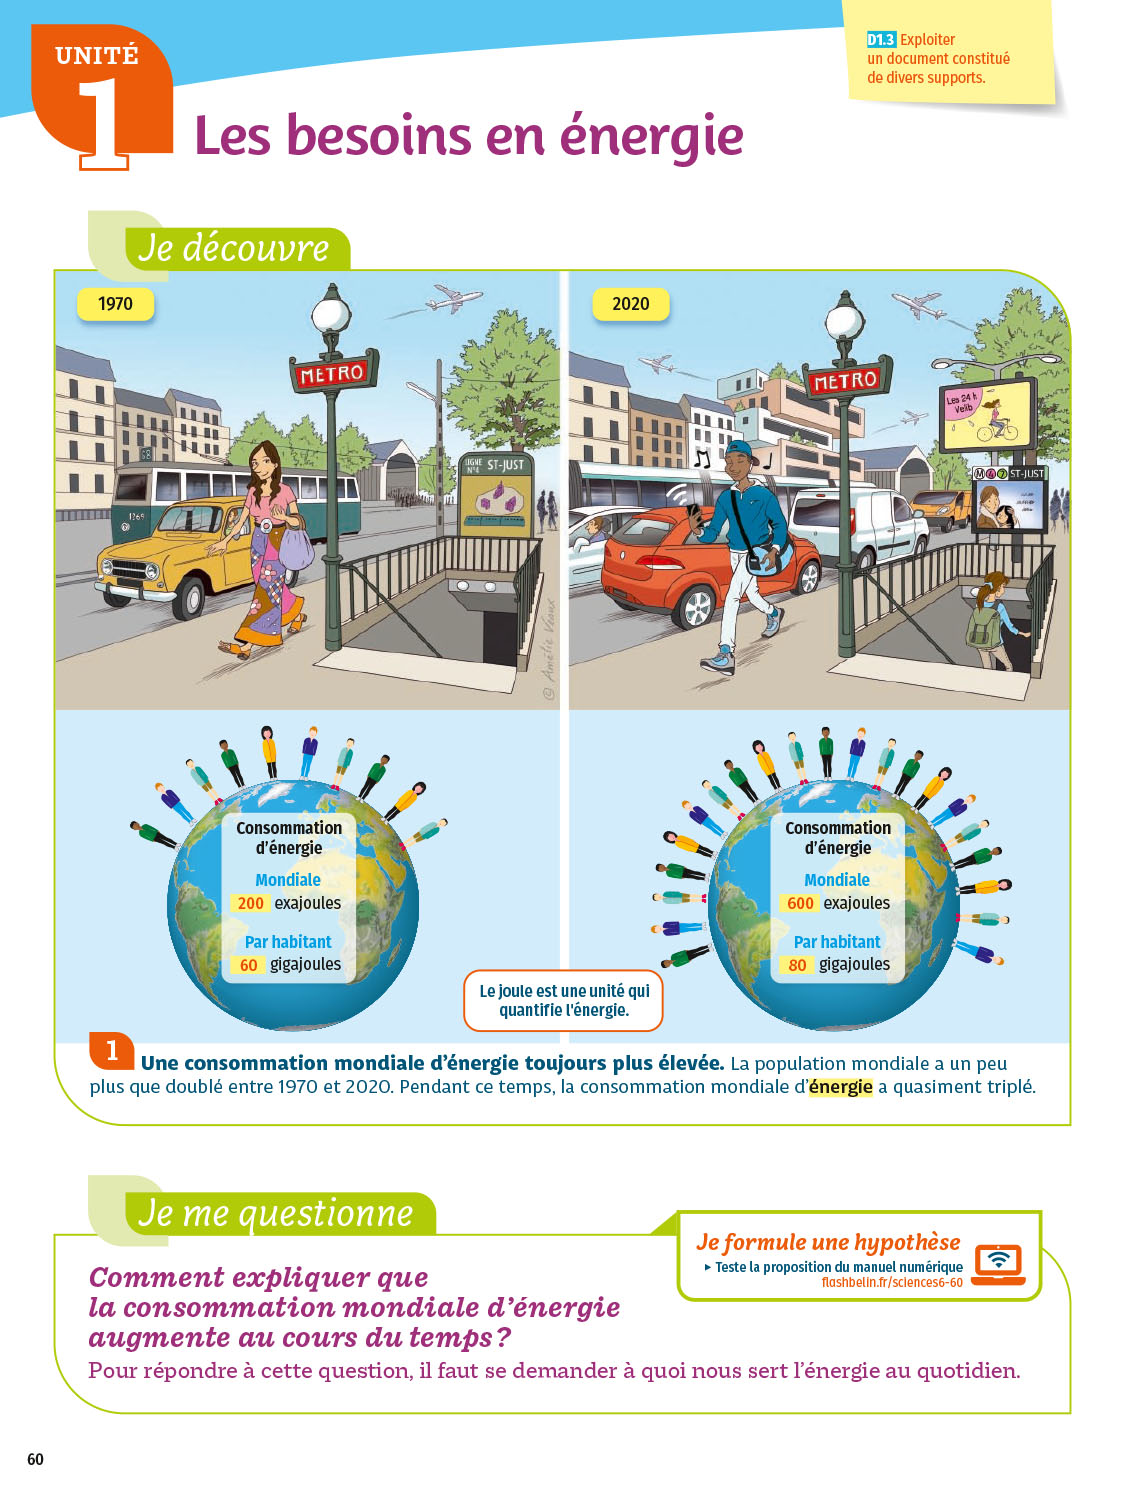 UNITÉ
1
D1.3 Exploiter
un document constitué
de divers supports.
Les besoins en énergie
Je découvre
1970
METRO
68
1269
LIGNE
N°4
ST-JUST
© Amélie Veaux
2020
METRO
Les 24 h
Velib
M 4 7 ST-JUST
Consommation
d'énergie
Mondiale
200 exajoules
Par habitant
60 gigajoules
Consommation
d'énergie
Mondiale
600 exajoules
Par habitant
80 gigajoules
Le joule est une unité qui
quantifie l'énergie.
1 Une consommation mondiale d'énergie toujours plus élevée. La population mondiale a un peu
plus que doublé entre 1970 et 2020. Pendant ce temps, la consommation mondiale d'énergie a quasiment triplé.
Je me questionne
Je formule une hypothèse
▸ Teste la proposition du manuel numérique
flashbelin.fr/sciences6-60
Comment expliquer que
la consommation mondiale d'énergie
augmente au cours du temps ?
Pour répondre à cette question, il faut se demander à quoi nous sert l'énergie au quotidien.
60